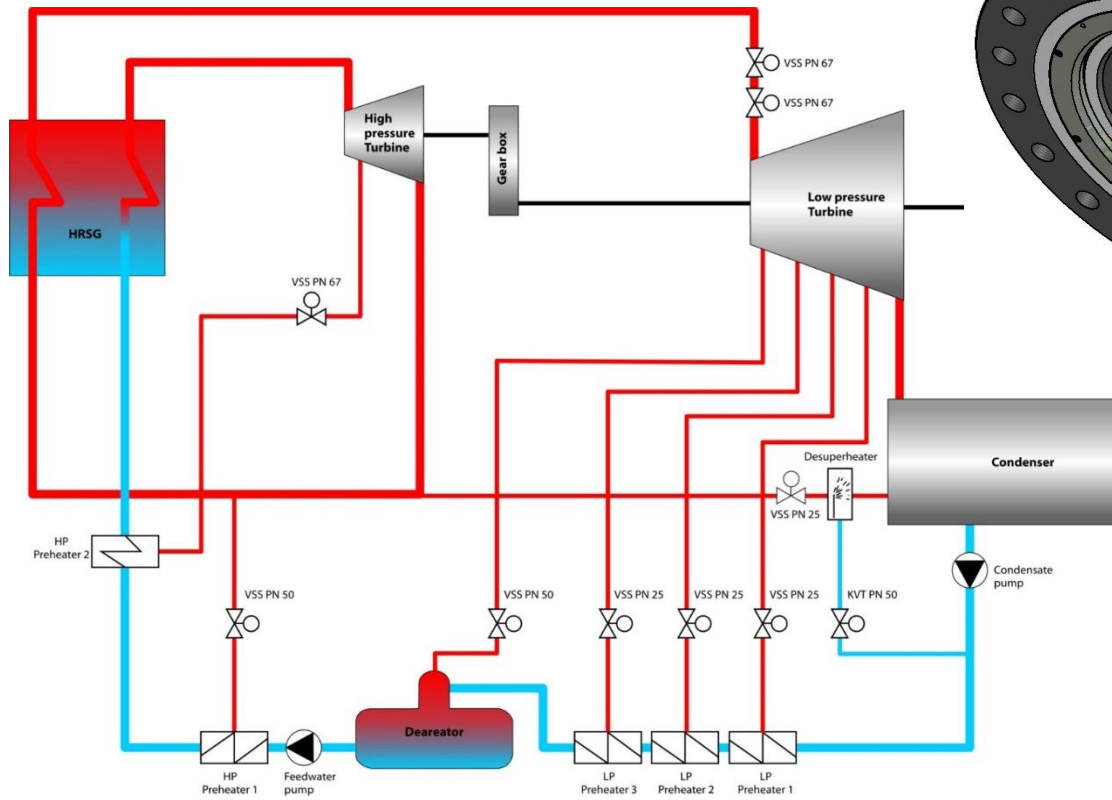 VSS PN 67
VSS PN 67
High
pressure
Turbine
Gear box
Low pressure
Turbine
HRSG
VSS PN 67
Desuperheater
Condenser
VSS PN 25
HP
Preheater 2
Condensate
pump
VSS PN 50
VSS PN 50
VSS PN 25
VSS PN 25
VSS PN 25
KVT PN 50
Deareator
HP
Preheater 1
Feedwater
pump
LP
Preheater 3
LP
Preheater 2
LP
Preheater 1